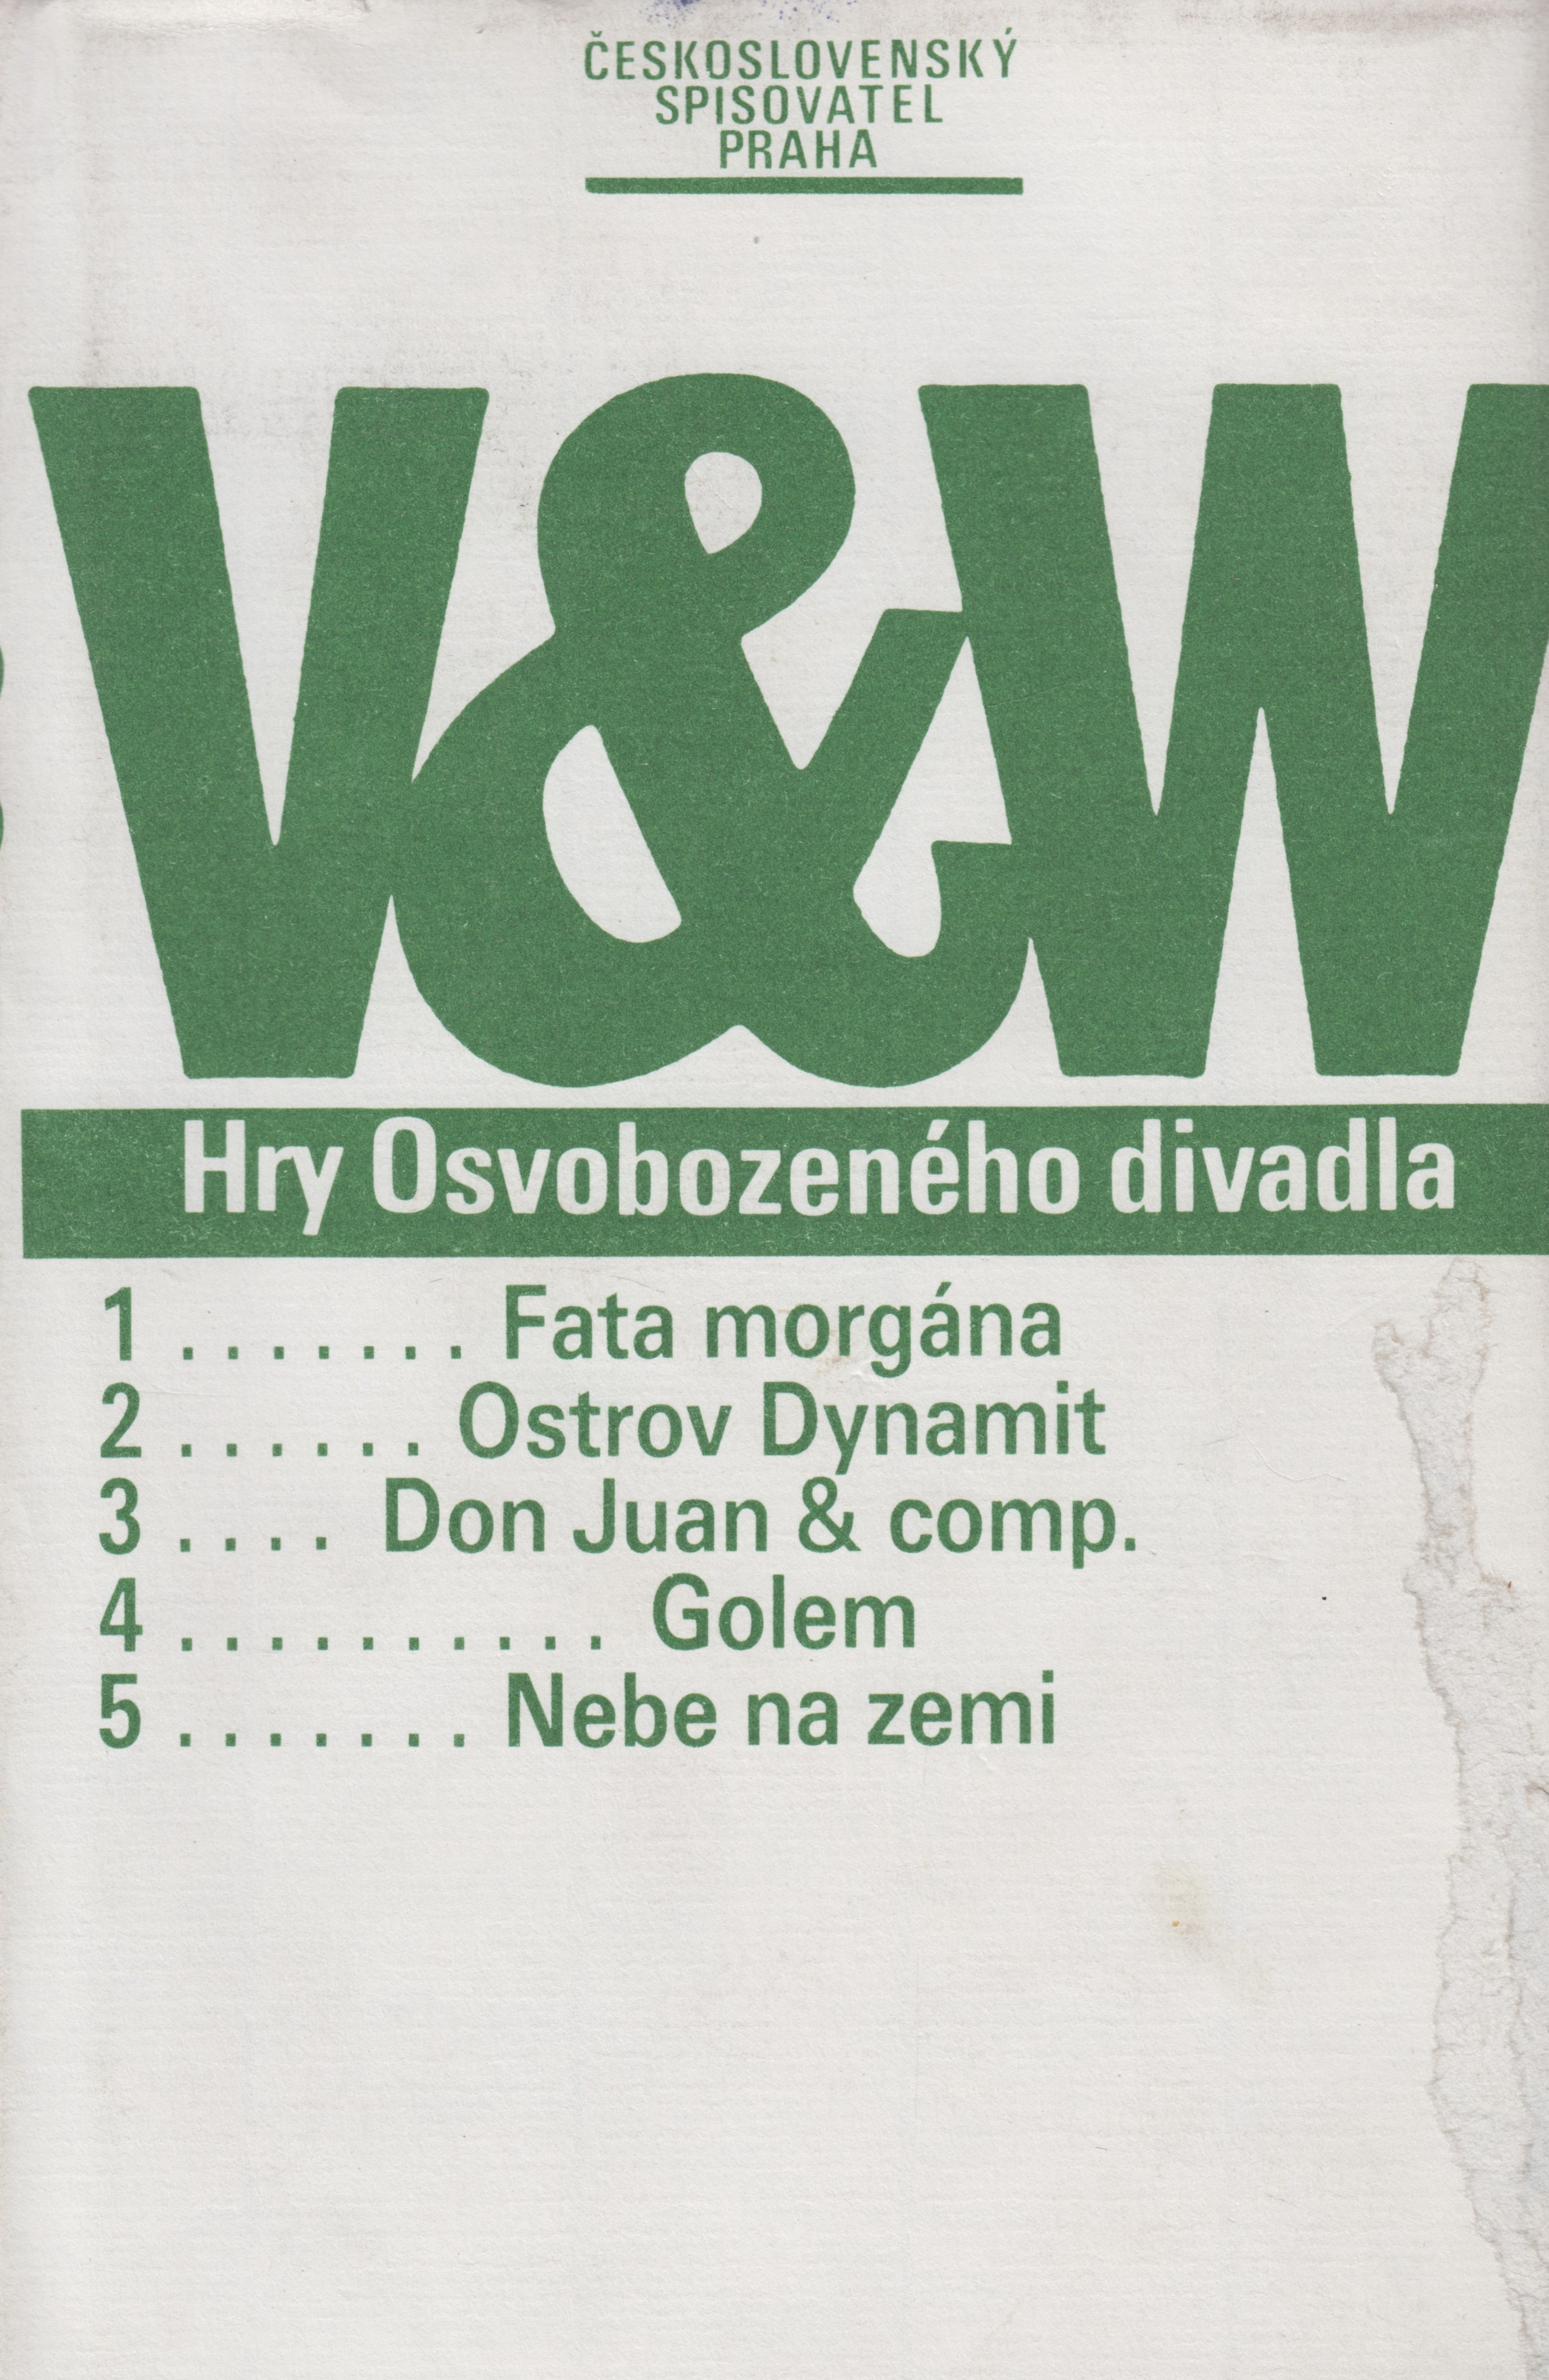 ČESKOSLOVENSKÝ
SPISOVATEL
PRAHA
V&W
Hry Osvobozeného divadla
1 ....... Fata morgána
2 ...... Ostrov Dynamit
3 .... Don Juan & comp.
4 .......... Golem
5 ....... Nebe na zemi